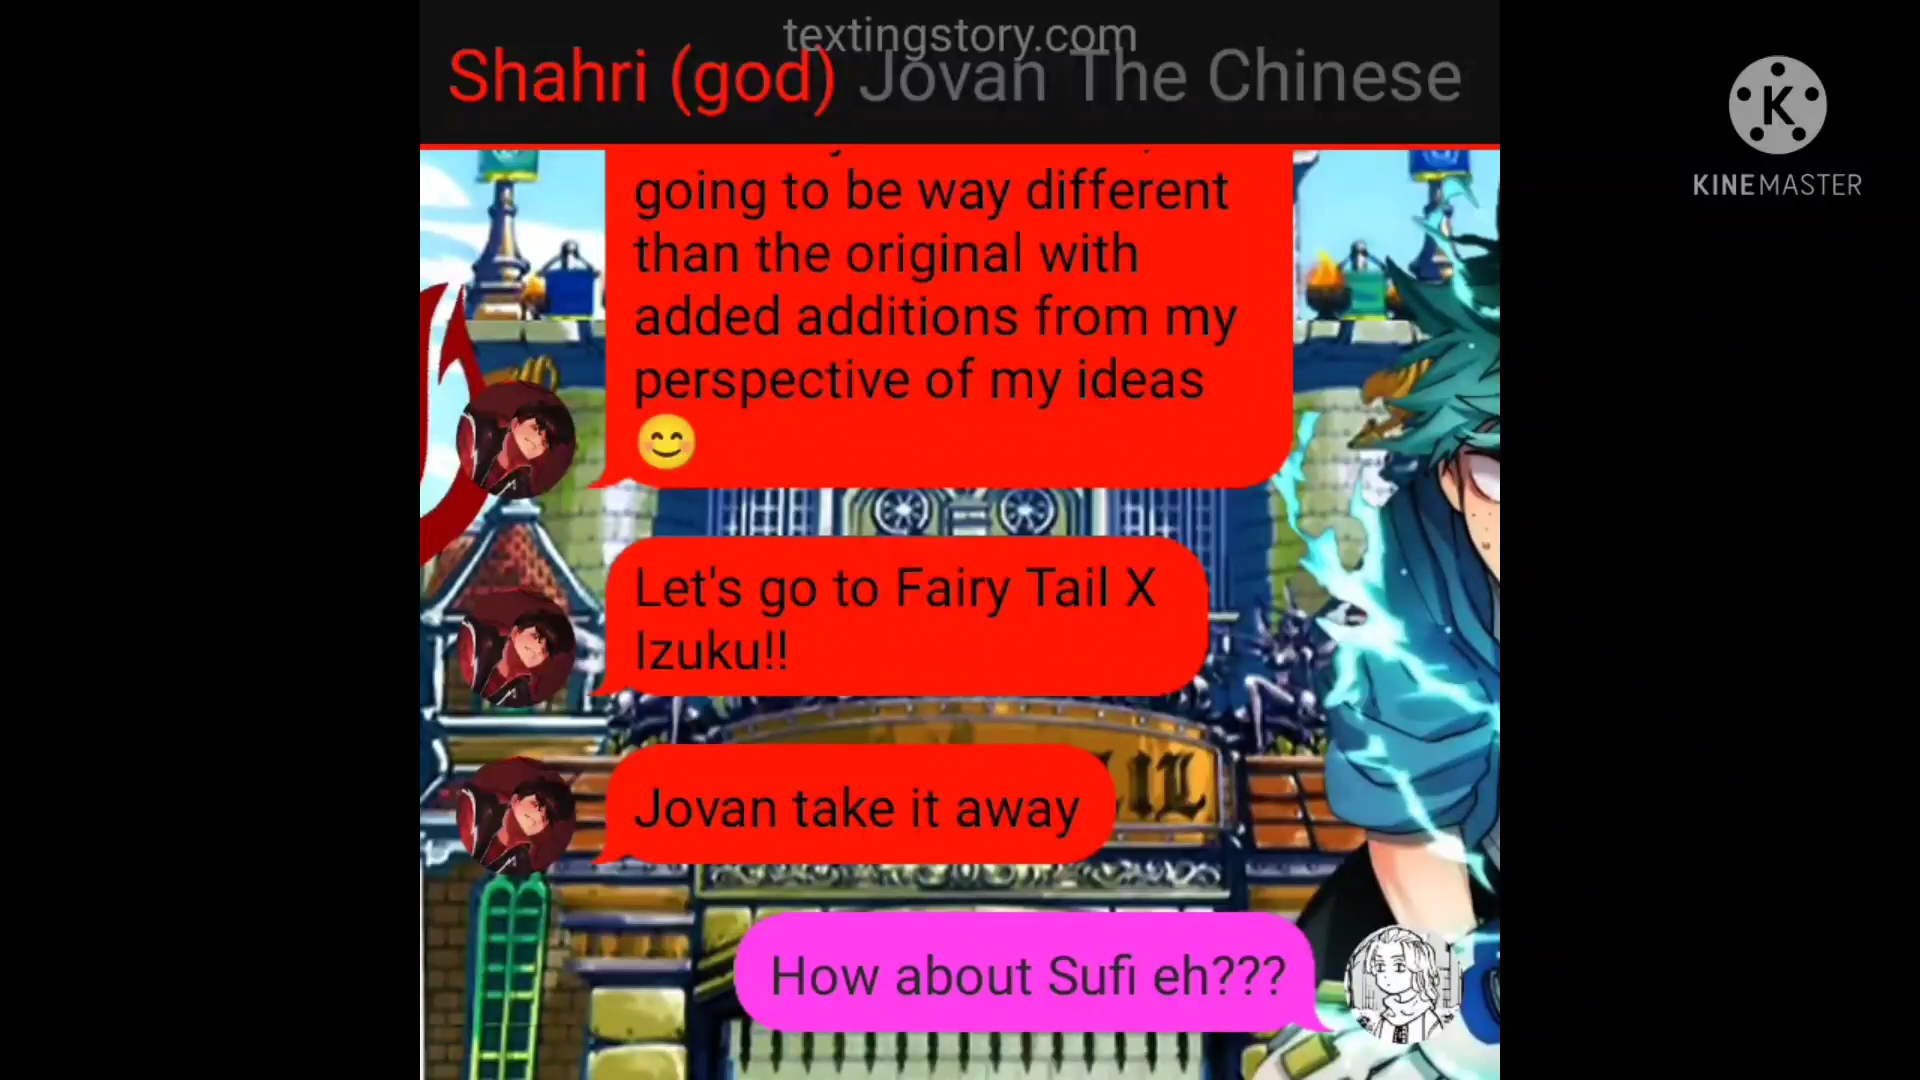 textingstory.com
Shahri (god) Jovan The Chinese
K
KINEMASTER
going to be way different
than the original with
added additions from my
perspective of my ideas
😊
Let's go to Fairy Tail X
Izuku!!
Jovan take it away
How about Sufi eh???